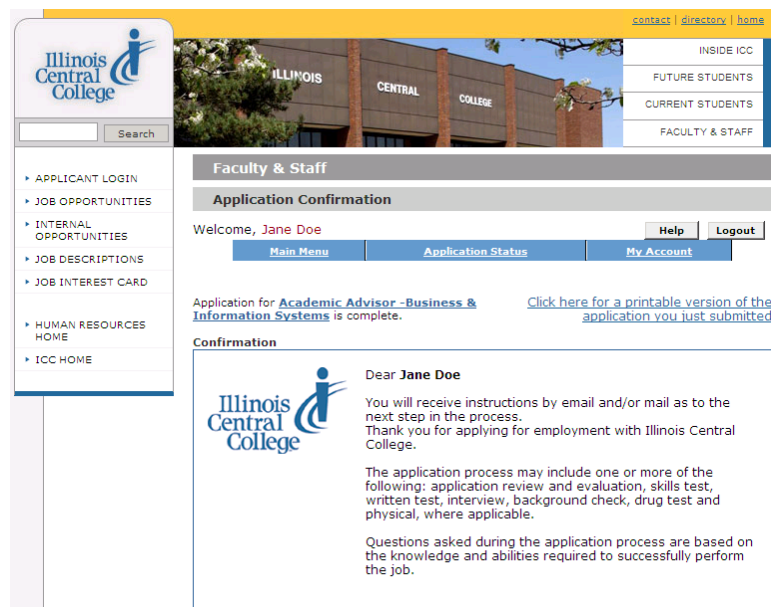 contact | directory | home
Illinois
Central
College
ILLINOIS CENTRAL COLLEGE
INSIDE ICC
FUTURE STUDENTS
CURRENT STUDENTS
FACULTY & STAFF
Search
APPLICANT LOGIN
JOB OPPORTUNITIES
INTERNAL
OPPORTUNITIES
JOB DESCRIPTIONS
JOB INTEREST CARD
HUMAN RESOURCES
HOME
ICC HOME
Faculty & Staff
Application Confirmation
Welcome, Jane Doe
Help Logout
Main Menu Application Status My Account
Application for Academic Advisor -Business &
Information Systems is complete.
Click here for a printable version of the
application you just submitted
Confirmation
Illinois
Central
College
Dear Jane Doe
You will receive instructions by email and/or mail as to the
next step in the process.
Thank you for applying for employment with Illinois Central
College.
The application process may include one or more of the
following: application review and evaluation, skills test,
written test, interview, background check, drug test and
physical, where applicable.
Questions asked during the application process are based on
the knowledge and abilities required to successfully perform
the job.